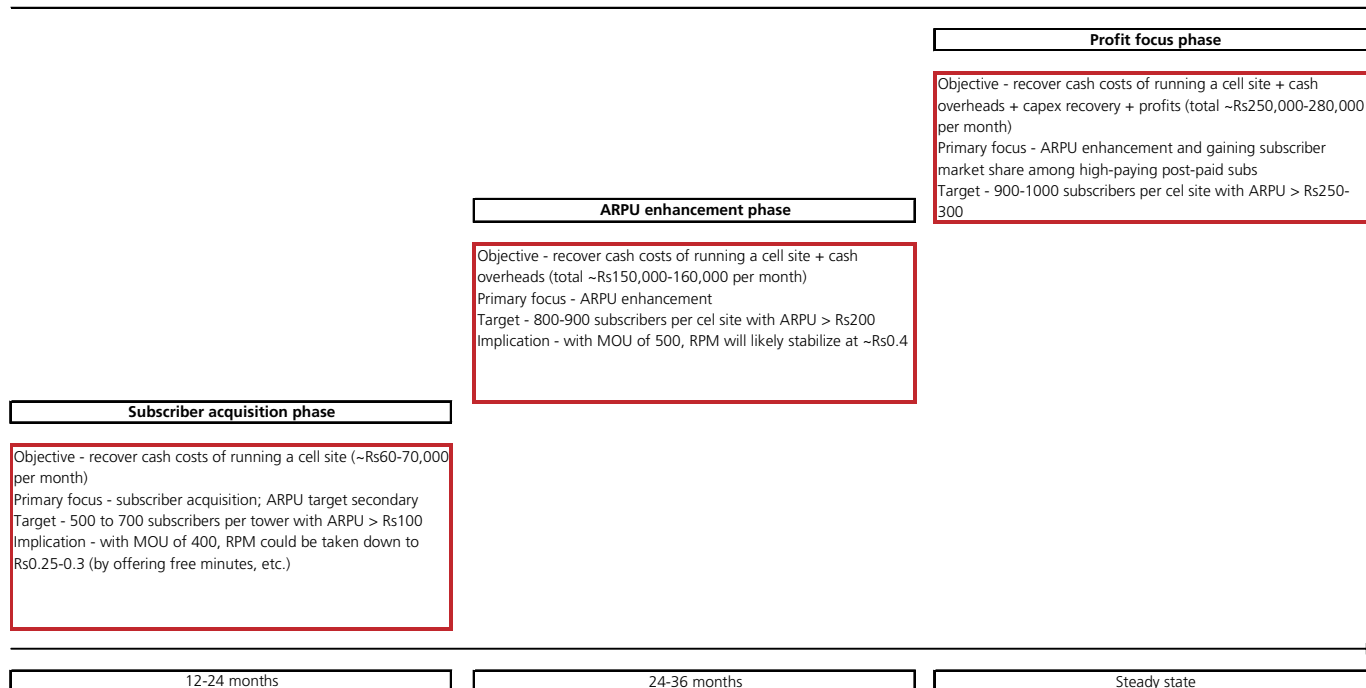 Profit focus phase
Objective - recover cash costs of running a cell site + cash
overheads + capex recovery + profits (total ~Rs250,000-280,000
per month)
Primary focus - ARPU enhancement and gaining subscriber
market share among high-paying post-paid subs
Target - 900-1000 subscribers per cel site with ARPU > Rs250-
300
ARPU enhancement phase
Objective - recover cash costs of running a cell site + cash
overheads (total ~Rs150,000-160,000 per month)
Primary focus - ARPU enhancement
Target - 800-900 subscribers per cel site with ARPU > Rs200
Implication - with MOU of 500, RPM will likely stabilize at ~Rs0.4
Subscriber acquisition phase
Objective - recover cash costs of running a cell site (~Rs60-70,000
per month)
Primary focus - subscriber acquisition; ARPU target secondary
Target - 500 to 700 subscribers per tower with ARPU > Rs100
Implication - with MOU of 400, RPM could be taken down to
Rs0.25-0.3 (by offering free minutes, etc.)
12-24 months
24-36 months
Steady state